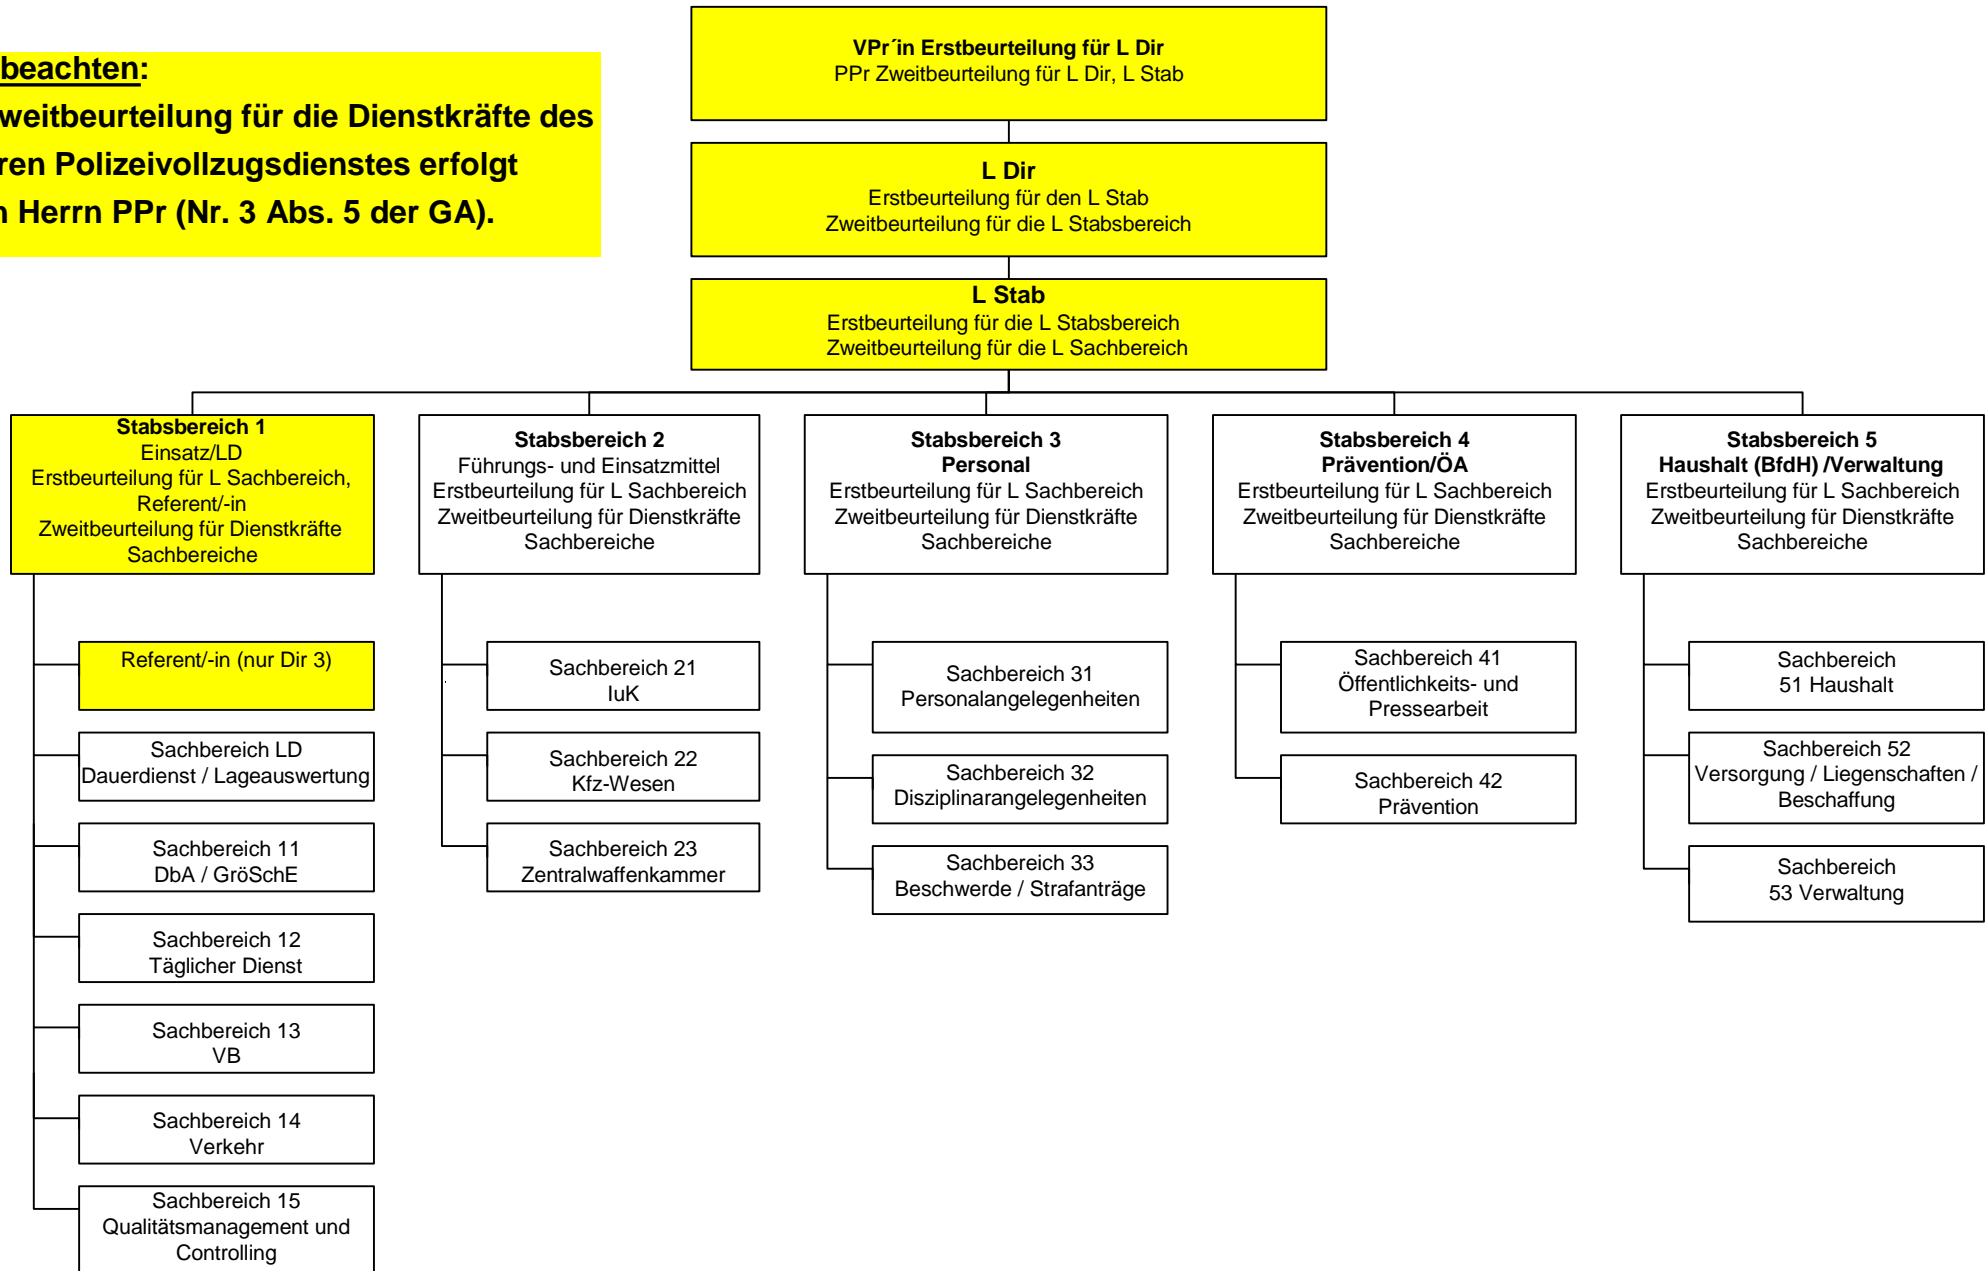 beachten:
weitbeurteilung für die Dienstkräfte des
ren Polizeivollzugsdienstes erfolgt
n Herrn PPr (Nr. 3 Abs. 5 der GA).
VPr´in Erstbeurteilung für L Dir
PPr Zweitbeurteilung für L Dir, L Stab
L Dir
Erstbeurteilung für den L Stab
Zweitbeurteilung für die L Stabsbereich
L Stab
Erstbeurteilung für die L Stabsbereich
Zweitbeurteilung für die L Sachbereich
Stabsbereich 1
Einsatz/LD
Erstbeurteilung für L Sachbereich,
Referent/-in
Zweitbeurteilung für Dienstkräfte
Sachbereiche
Stabsbereich 2
Führungs- und Einsatzmittel
Erstbeurteilung für L Sachbereich
Zweitbeurteilung für Dienstkräfte
Sachbereiche
Stabsbereich 3
Personal
Erstbeurteilung für L Sachbereich
Zweitbeurteilung für Dienstkräfte
Sachbereiche
Stabsbereich 4
Prävention/ÖA
Erstbeurteilung für L Sachbereich
Zweitbeurteilung für Dienstkräfte
Sachbereiche
Stabsbereich 5
Haushalt (BfdH) /Verwaltung
Erstbeurteilung für L Sachbereich
Zweitbeurteilung für Dienstkräfte
Sachbereiche
Referent/-in (nur Dir 3)
Sachbereich LD
Dauerdienst / Lageauswertung
Sachbereich 11
DbA / GröSchE
Sachbereich 12
Täglicher Dienst
Sachbereich 13
VB
Sachbereich 14
Verkehr
Sachbereich 15
Qualitätsmanagement und
Controlling
Sachbereich 21
IuK
Sachbereich 22
Kfz-Wesen
Sachbereich 23
Zentralwaffenkammer
Sachbereich 31
Personalangelegenheiten
Sachbereich 32
Disziplinarangelegenheiten
Sachbereich 33
Beschwerde / Strafanträge
Sachbereich 41
Öffentlichkeits- und
Pressearbeit
Sachbereich 42
Prävention
Sachbereich
51 Haushalt
Sachbereich 52
Versorgung / Liegenschaften /
Beschaffung
Sachbereich
53 Verwaltung